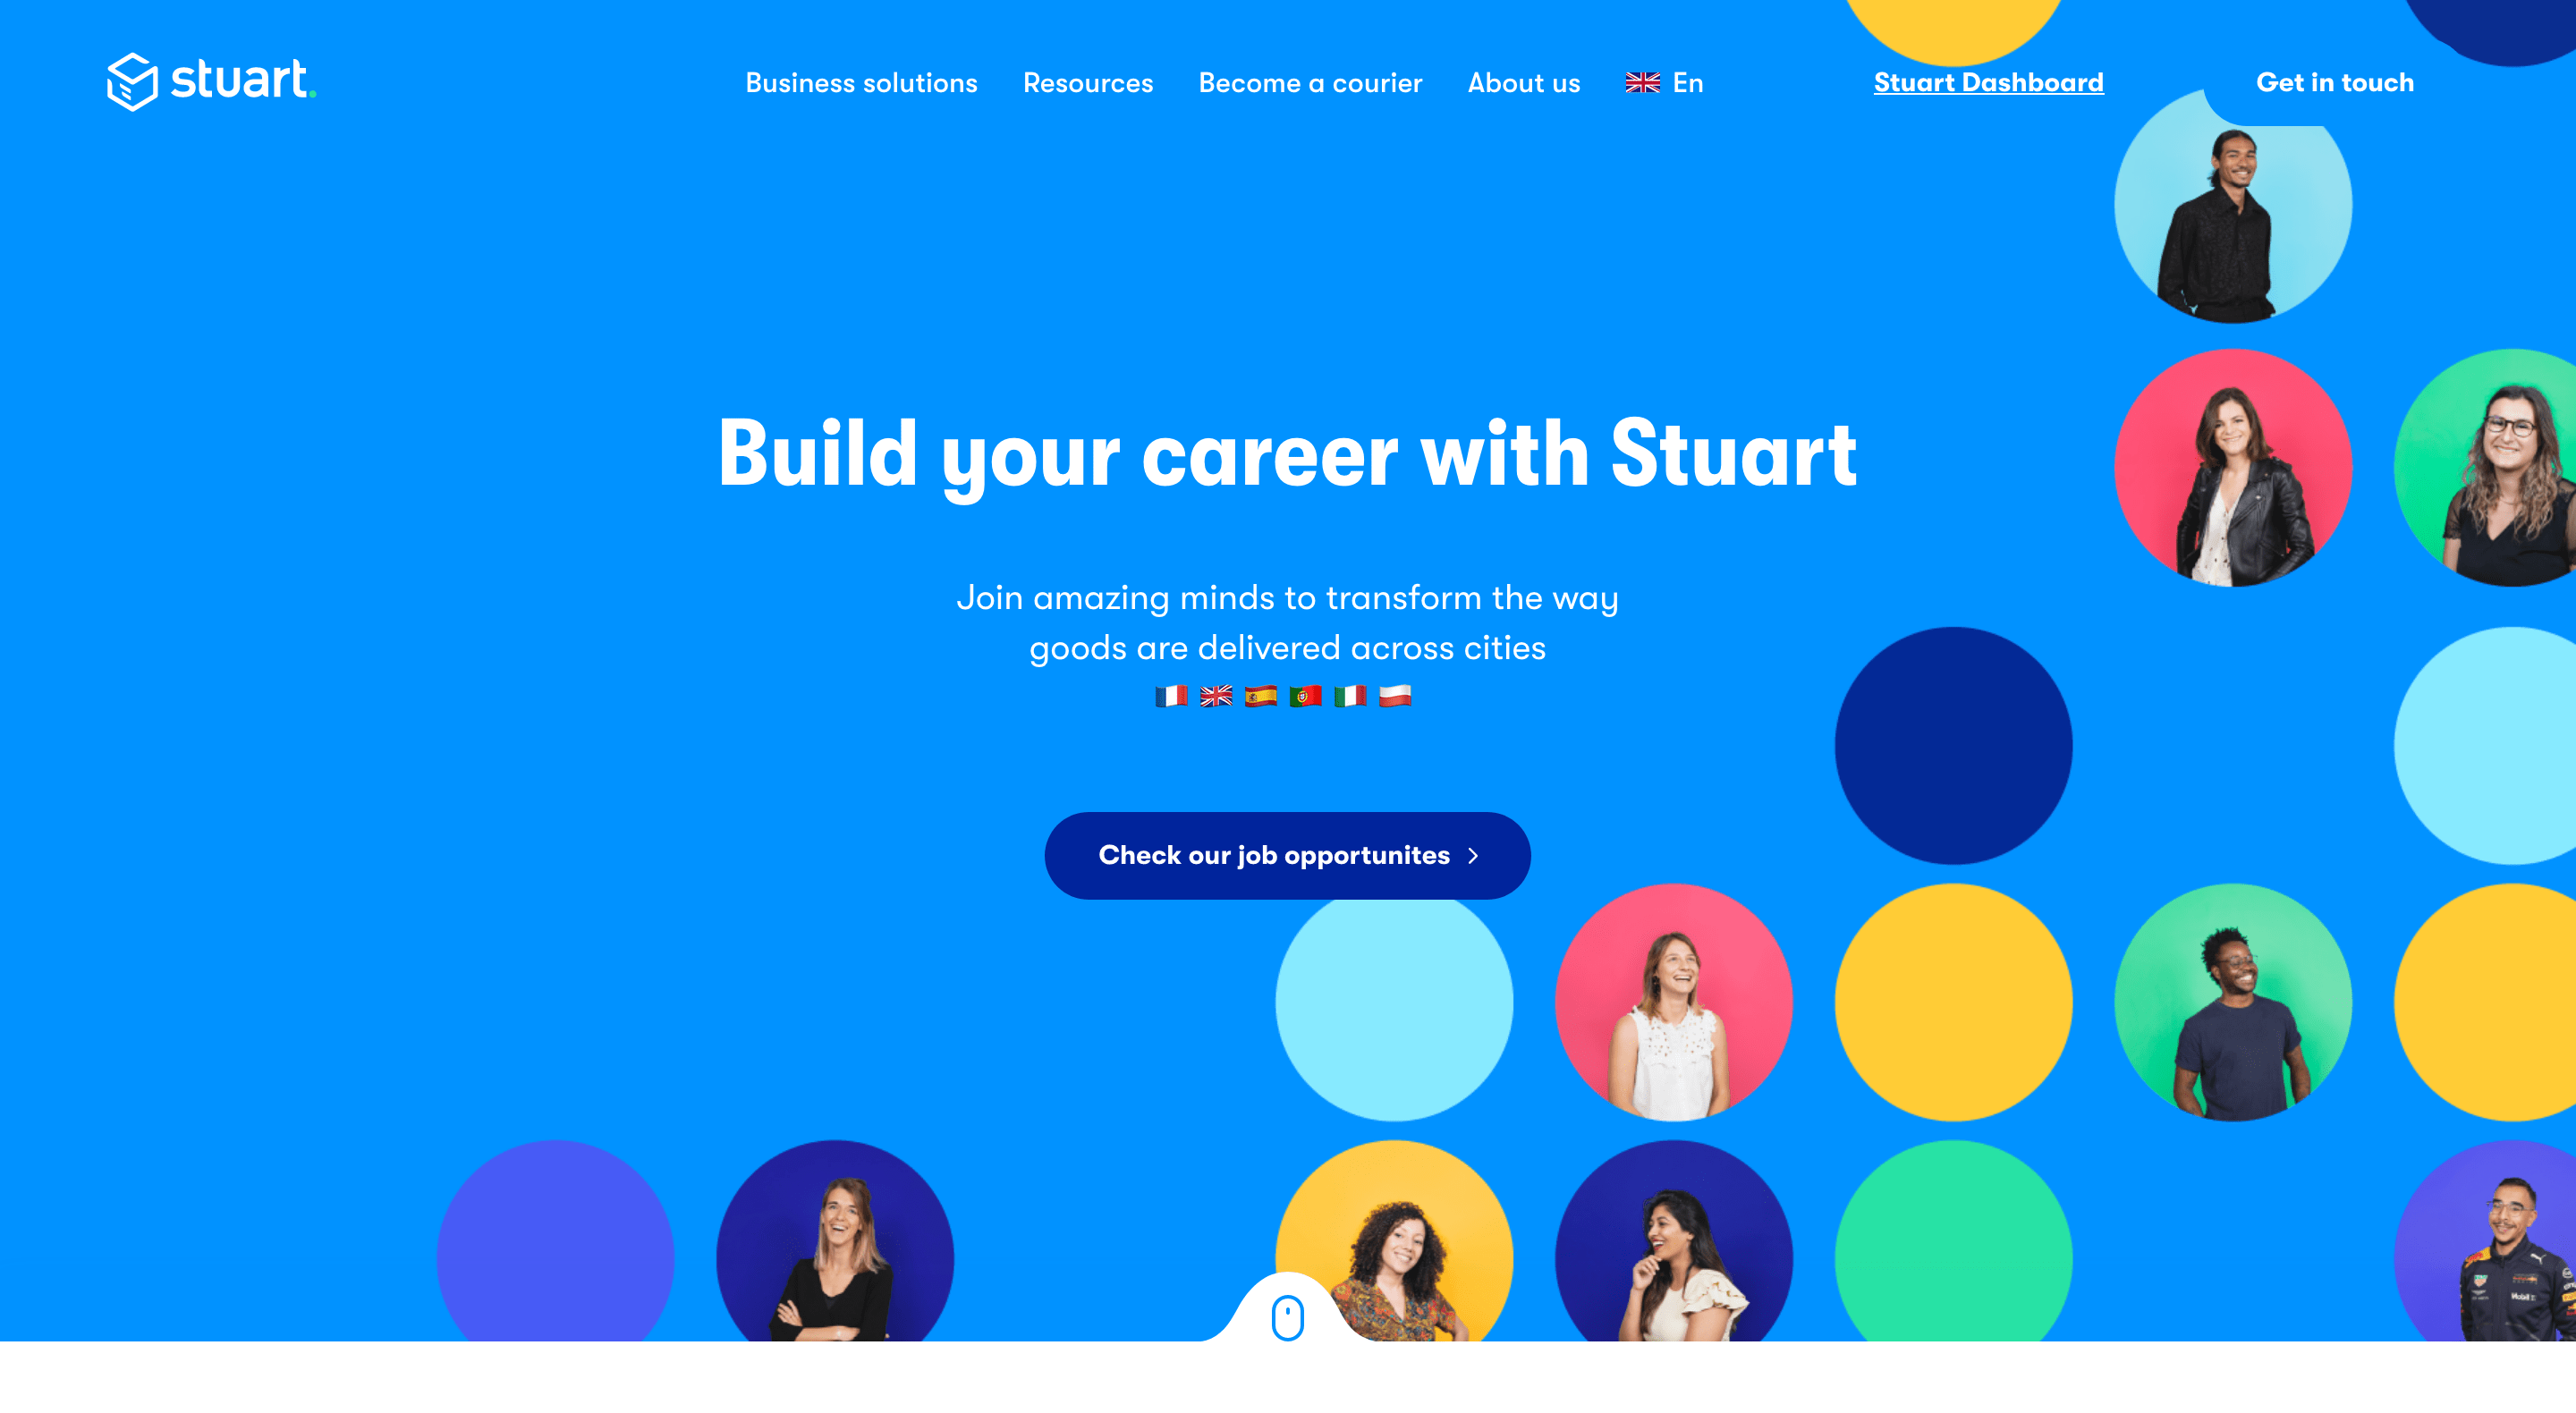 stuart.
Business solutions
Resources
Become a courier
About us
En
Stuart Dashboard
Get in touch
Build your career with Stuart
Join amazing minds to transform the way
goods are delivered across cities
Check our job opportunites
Mobil